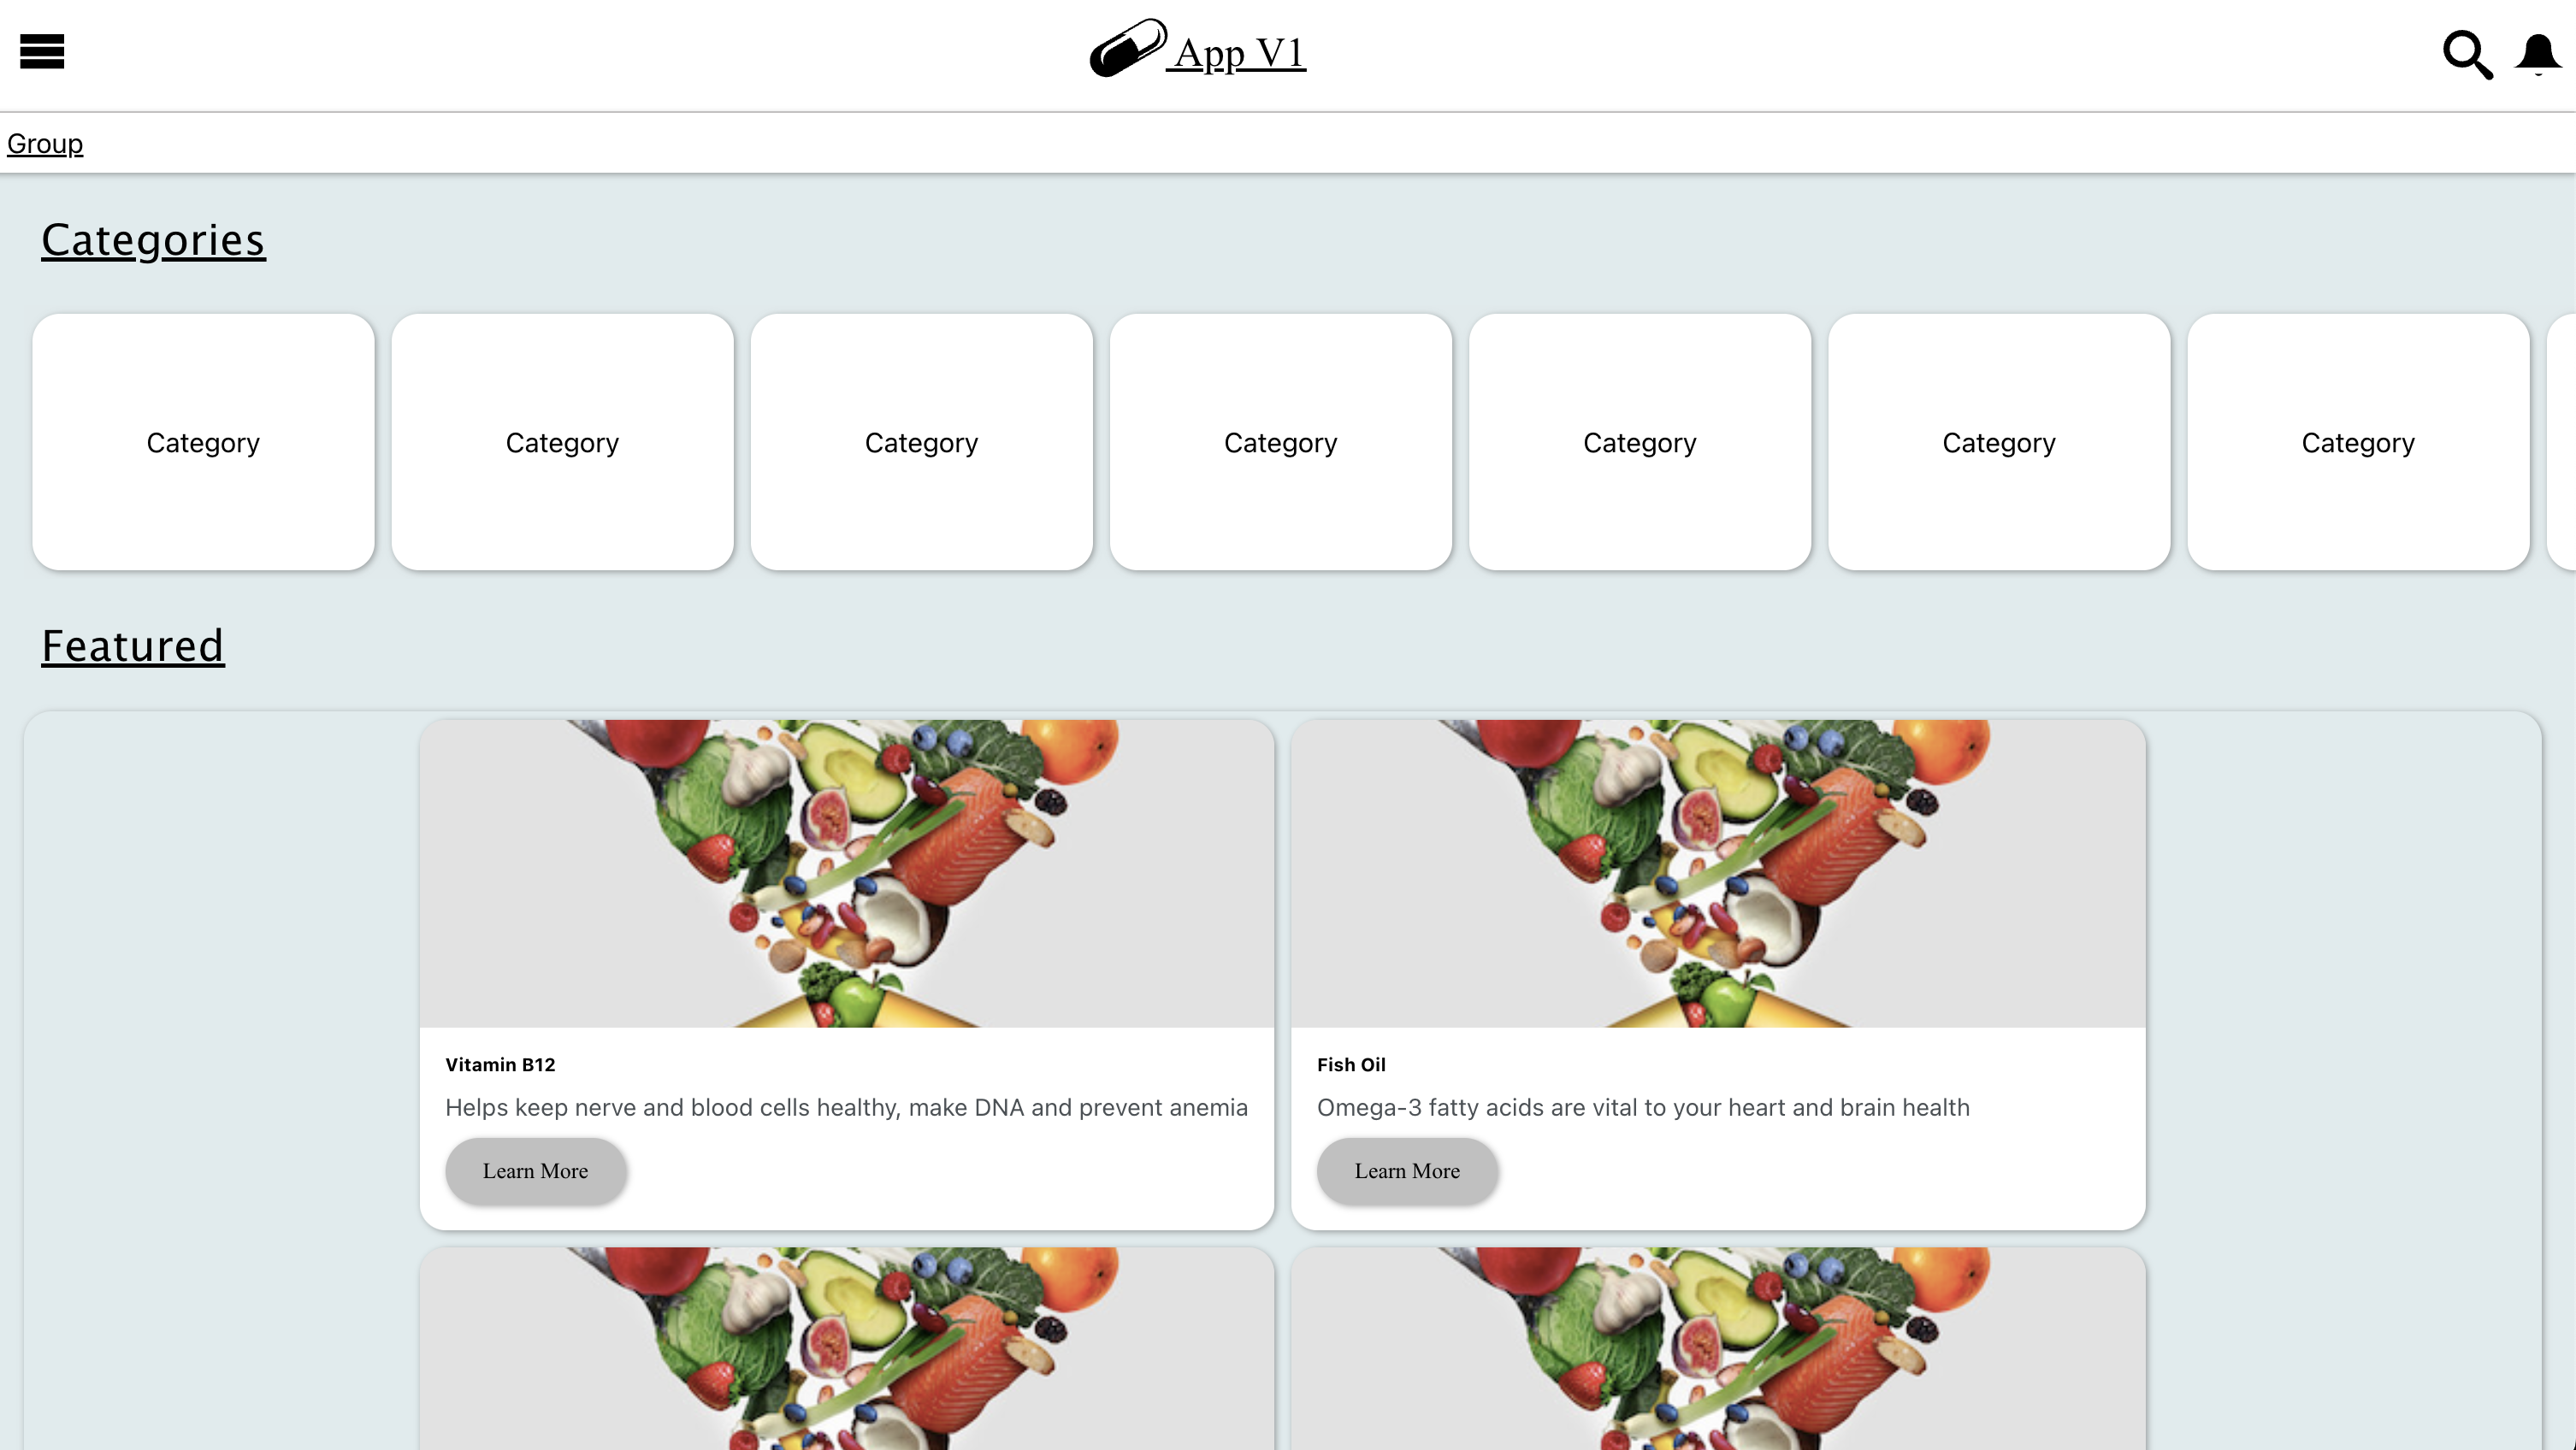 App V1
Group
Categories
Category Category Category Category Category Category Category
Featured
Vitamin B12
Helps keep nerve and blood cells healthy, make DNA and prevent anemia
Learn More
Fish Oil
Omega-3 fatty acids are vital to your heart and brain health
Learn More